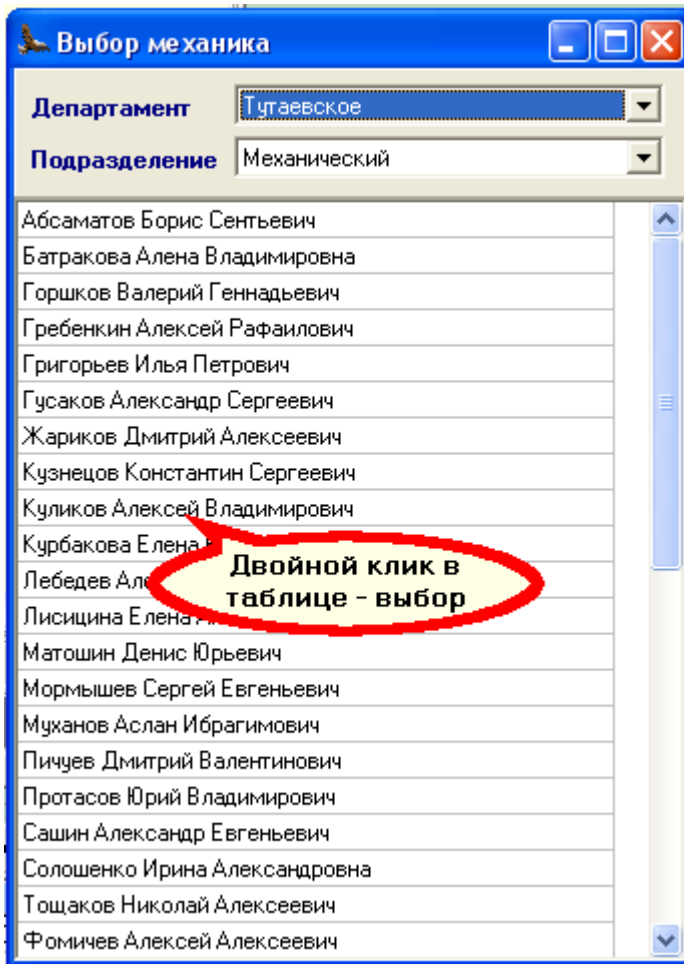 Выбор механика
Департамент Тутаевское
Подразделение Механический
Абсаматов Борис Сентьевич
Батракова Алена Владимировна
Горшков Валерий Геннадьевич
Гребенкин Алексей Рафаилович
Григорьев Илья Петрович
Гусаков Александр Сергеевич
Жариков Дмитрий Алексеевич
Кузнецов Константин Сергеевич
Куликов Алексей Владимирович
Курбакова Елена
Лебедев
Лисицина Елена
Двойной клик в
таблице - выбор
Матошин Денис Юрьевич
Мормышев Сергей Евгеньевич
Муханов Аслан Ибрагимович
Пичуев Дмитрий Валентинович
Протасов Юрий Владимирович
Сашин Александр Евгеньевич
Солошенко Ирина Александровна
Тощаков Николай Алексеевич
Фомичев Алексей Алексеевич